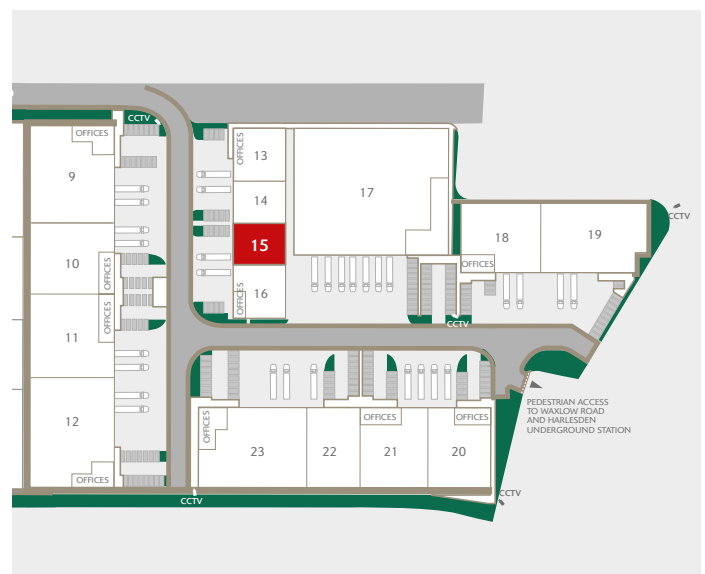 CCTV
OFFICES
9
OFFICES
13
14
15
OFFICES
16
17
10
OFFICES
OFFICES
11
12
OFFICES
18
19
OFFICES
CCTV
CCTV
OFFICES
23
22
OFFICES
21
OFFICES
20
PEDESTRIAN ACCESS
TO WAXLOW ROAD
AND HARLESDEN
UNDERGROUND STATION
CCTV
CCTV